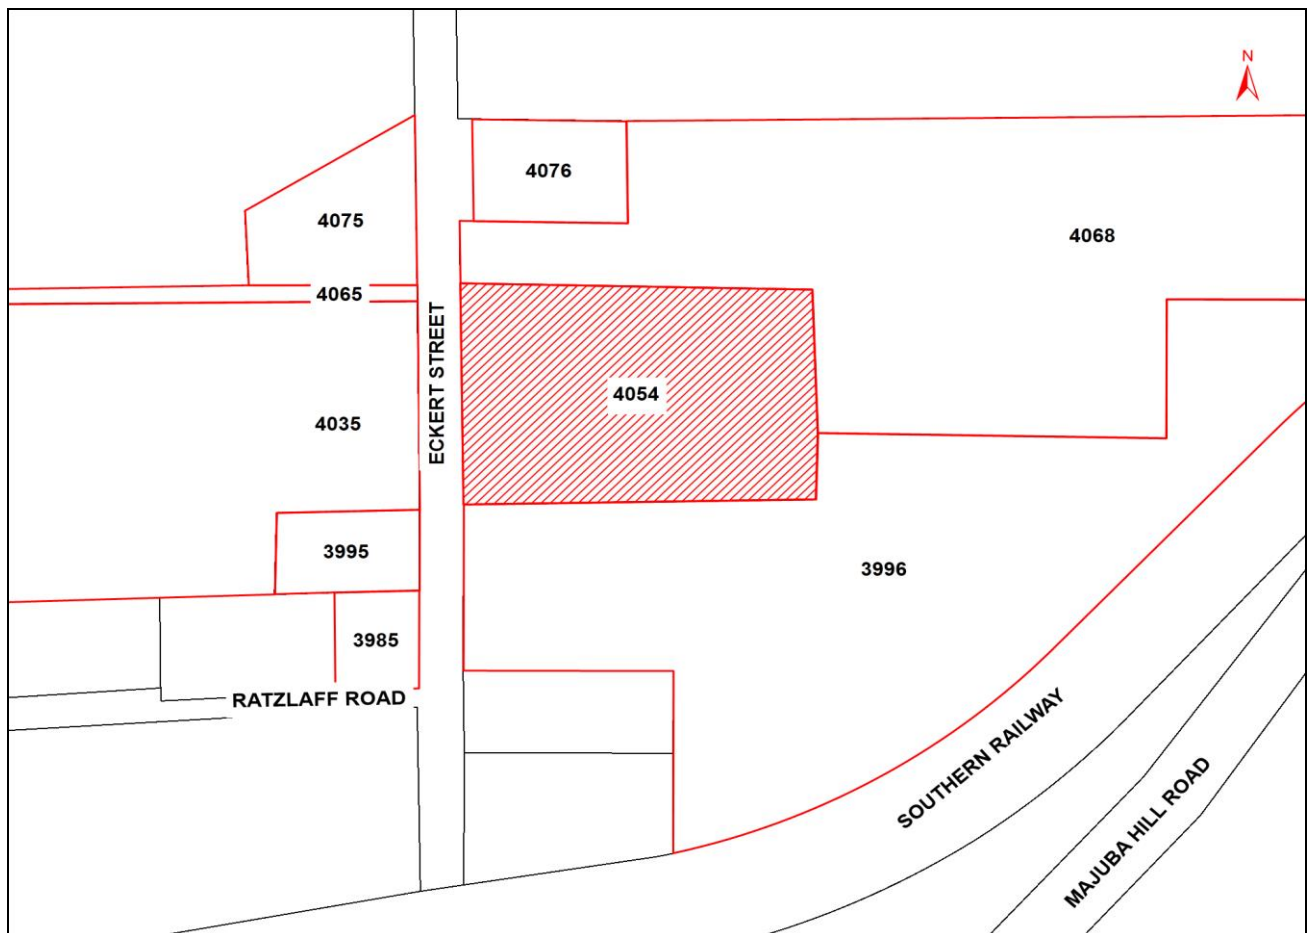 N
4076
4075
4068
4065
ECKERT STREET
4054
4035
3995
3996
3985
RATZLAFF ROAD
SOUTHERN RAILWAY
MAJUBA HILL ROAD